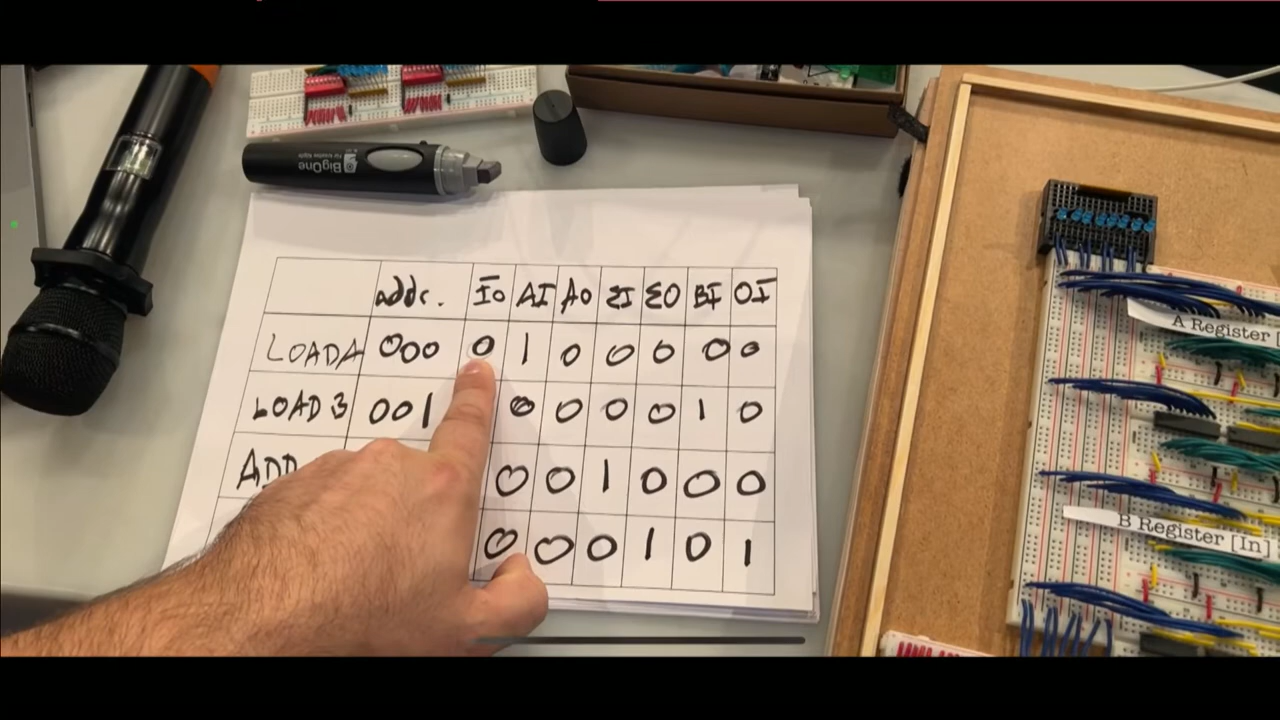 BigOne
addr. I̅O AI AO ΣI ΣO BI OI
LOADA 000 0 1 0 0 0 0 0
LOAD B 001 0 0 0 0 1 0
ADD 0 0 1 0 0 0
0 0 0 1 0 1
A Register [
B Register [In]